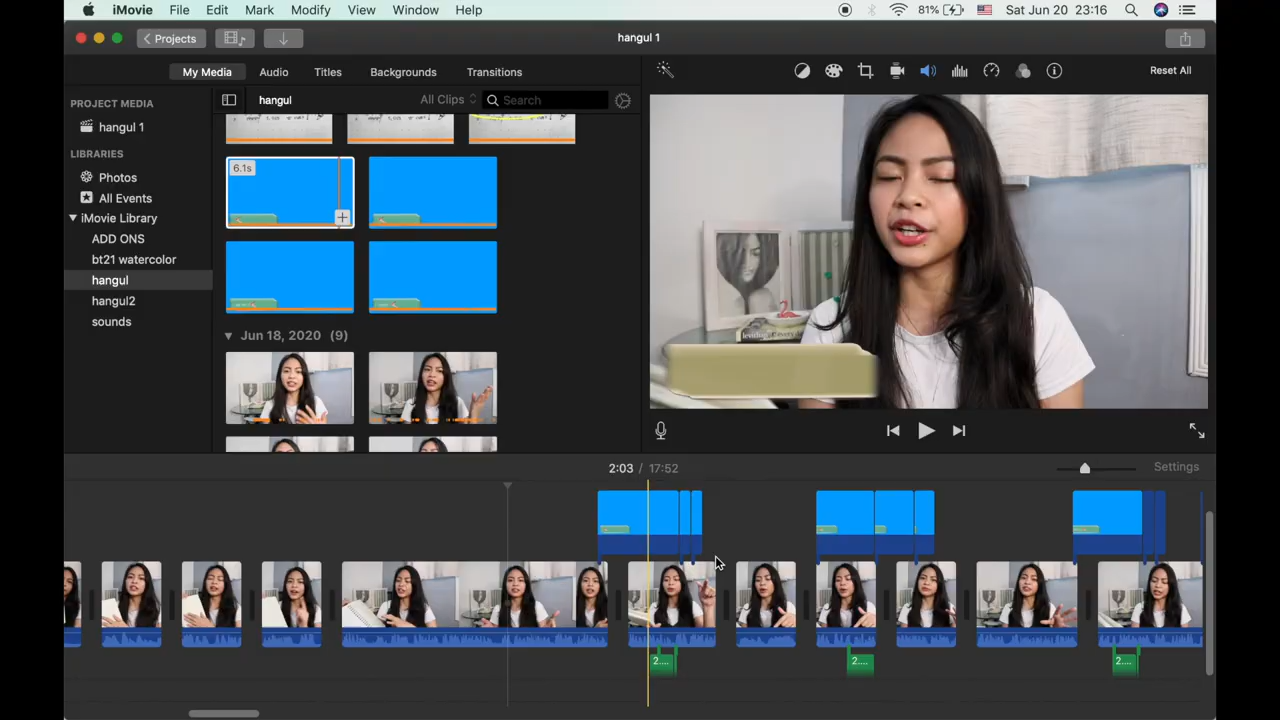 iMovie File Edit Mark Modify View Window Help 81% Sat Jun 20 23:16
Projects hangul 1
My Media Audio Titles Backgrounds Transitions Reset All
PROJECT MEDIA
hangul 1
LIBRARIES
Photos
All Events
iMovie Library
ADD ONS
bt21 watercolor
hangul
hangul2
sounds
hangul All Clips Search
6.1s
Jun 18, 2020 (9)
2:03 / 17:52 Settings
2.... 2.... 2....